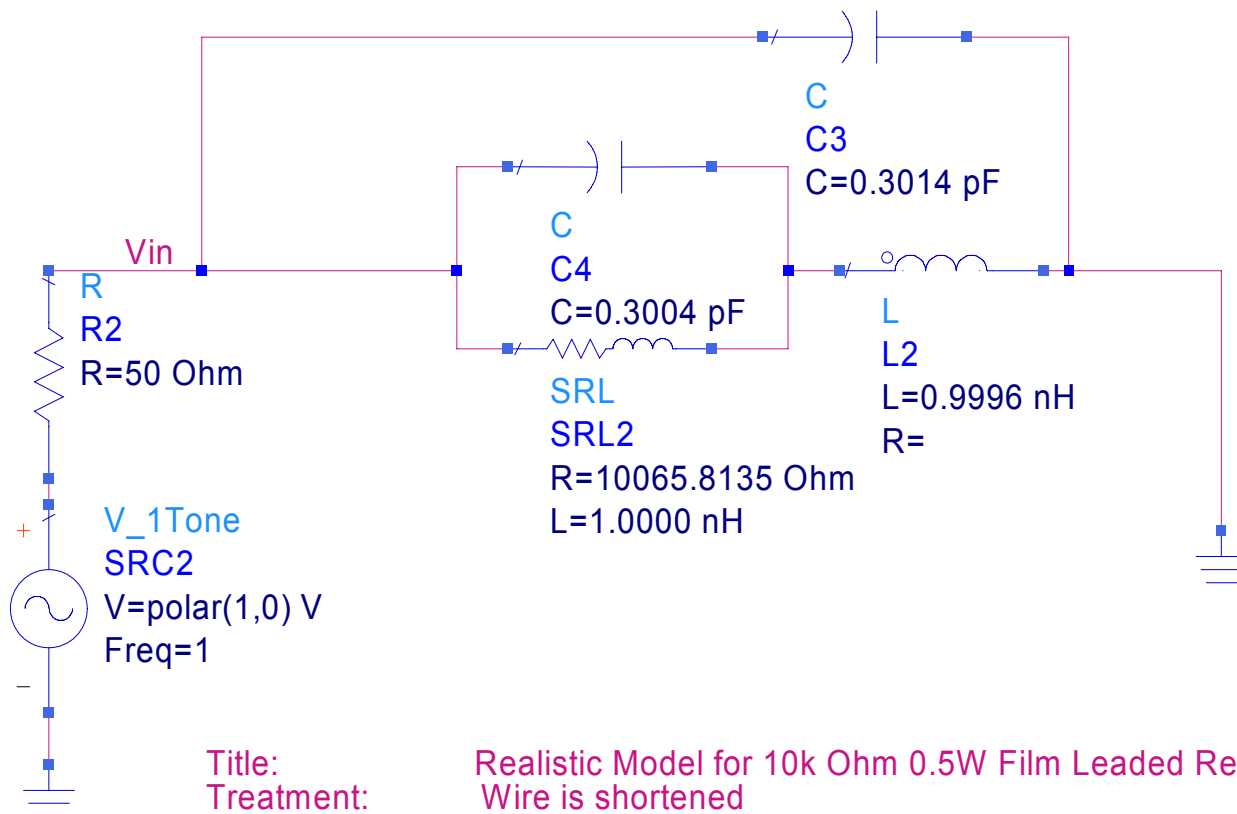 C
C3
C=0.3014 pF
C
C4
C=0.3004 pF
Vin
R
R2
R=50 Ohm
L
L2
L=0.9996 nH
R=
SRL
SRL2
R=10065.8135 Ohm
L=1.0000 nH
+
V_1Tone
SRC2
V=polar(1,0) V
Freq=1
−
Title: Realistic Model for 10k Ohm 0.5W Film Leaded Re
Treatment: Wire is shortened